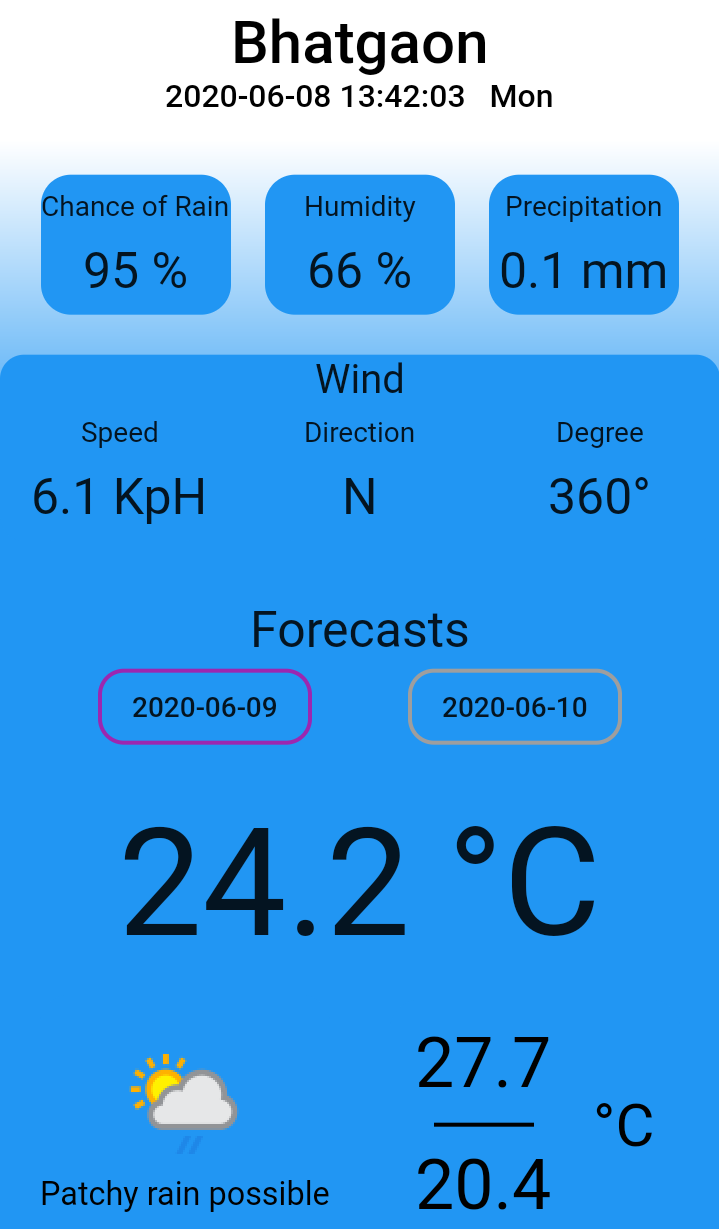 Bhatgaon
2020-06-08 13:42:03 Mon
Chance of Rain Humidity Precipitation
95 % 66 % 0.1 mm
Wind
Speed Direction Degree
6.1 KpH N 360°
Forecasts
2020-06-09 2020-06-10
24.2 °C
27.7
°C
20.4
Patchy rain possible